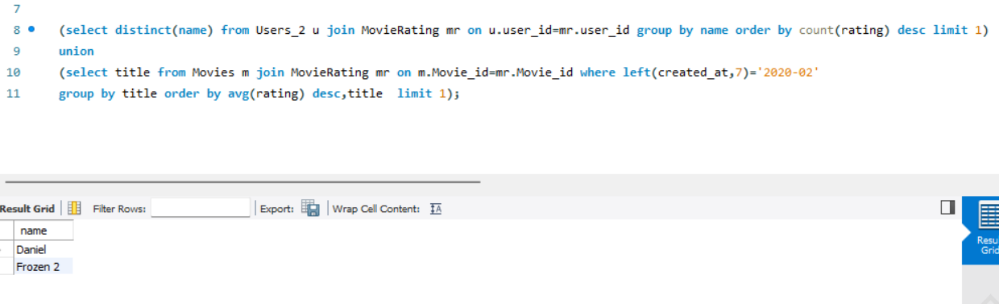 7
8 (select distinct(name) from Users_2 u join MovieRating mr on u.user_id=mr.user_id group by name order by count(rating) desc limit 1)
9 union
10 (select title from Movies m join MovieRating mr on m.Movie_id=mr.Movie_id where left(created_at,7)='2020-02'
11 group by title order by avg(rating) desc,title  limit 1);
Result Grid Filter Rows: Export: Wrap Cell Content: IA
name
Daniel
Frozen 2